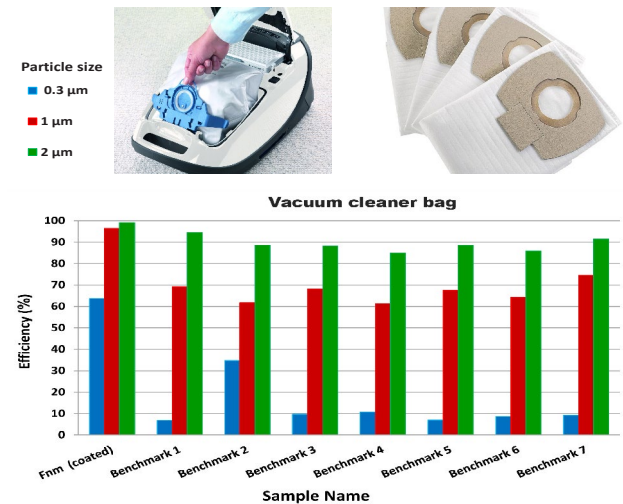 Particle size
0.3 µm
1 µm
2 µm
Vacuum cleaner bag
100
90
80
70
60
50
40
30
20
10
0
Efficiency (%)
Fnm (coated)
Benchmark 1
Benchmark 2
Benchmark 3
Benchmark 4
Benchmark 5
Benchmark 6
Benchmark 7
Sample Name